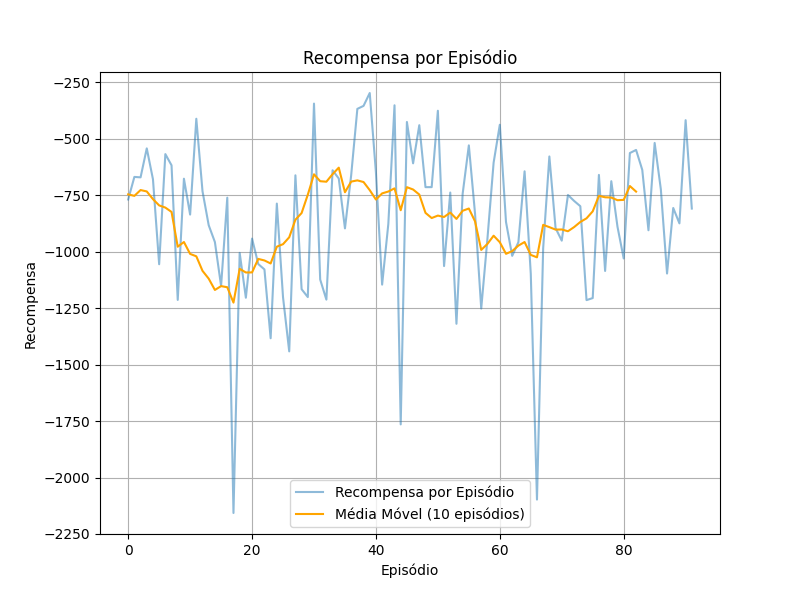 Recompensa por Episódio
Recompensa
−250
−500
−750
−1000
−1250
−1500
−1750
−2000
−2250
Recompensa por Episódio
Média Móvel (10 episódios)
0 20 40 60 80
Episódio